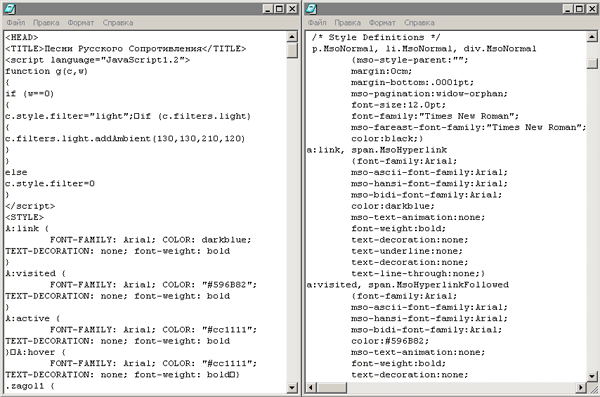 Файл Правка Формат Справка
<HEAD>
<TITLE>Песни Русского Сопротивления</TITLE>
<script language="JavaScript1.2">
function g(c,w)
{
if (w==0)
{
c.style.filter="light";□if (c.filters.light)
{
c.filters.light.addAmbient(130,130,210,120)
}
}
else
c.style.filter=0
}
</script>
<STYLE>
A:link {
FONT-FAMILY: Arial; COLOR: darkblue;
TEXT-DECORATION: none; font-weight: bold
}
A:visited {
FONT-FAMILY: Arial; COLOR: "#596B82";
TEXT-DECORATION: none; font-weight: bold
}
A:active {
FONT-FAMILY: Arial; COLOR: "#cc1111";
TEXT-DECORATION: none; font-weight: bold
}□A:hover {
FONT-FAMILY: Arial; COLOR: "#cc1111";
TEXT-DECORATION: none; font-weight: bold□}
.zagol1 {
Файл Правка Формат Справка
/* Style Definitions */
p.MsoNormal, li.MsoNormal, div.MsoNormal
{mso-style-parent:"";
margin:0cm;
margin-bottom:.0001pt;
mso-pagination:widow-orphan;
font-size:12.0pt;
font-family:"Times New Roman";
mso-fareast-font-family:"Times New Roman";
color:black;}
a:link, span.MsoHyperlink
{font-family:Arial;
mso-ascii-font-family:Arial;
mso-hansi-font-family:Arial;
mso-bidi-font-family:Arial;
color:darkblue;
mso-text-animation:none;
font-weight:bold;
text-decoration:none;
text-underline:none;
text-decoration:none;
text-line-through:none;}
a:visited, span.MsoHyperlinkFollowed
{font-family:Arial;
mso-ascii-font-family:Arial;
mso-hansi-font-family:Arial;
mso-bidi-font-family:Arial;
color:#596B82;
mso-text-animation:none;
font-weight:bold;
text-decoration:none;